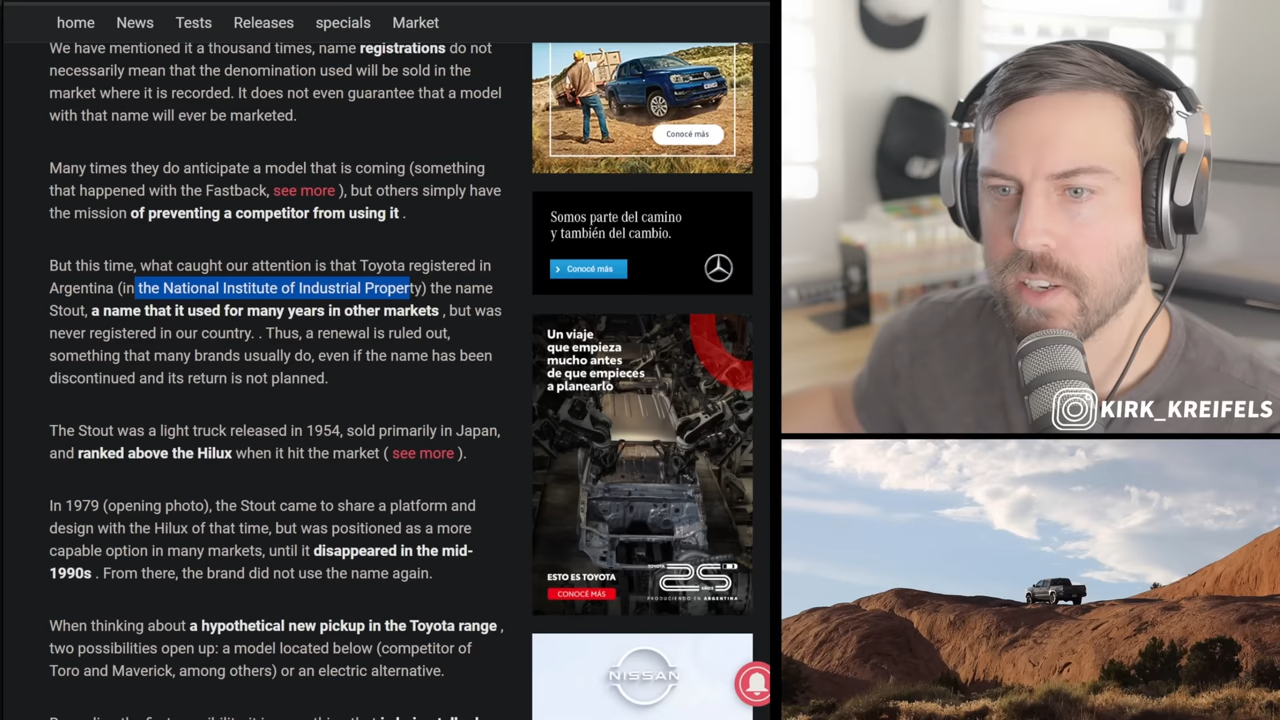 home News Tests Releases specials Market
We have mentioned it a thousand times, name registrations do not
necessarily mean that the denomination used will be sold in the
market where it is recorded. It does not even guarantee that a model
with that name will ever be marketed.
Many times they do anticipate a model that is coming (something
that happened with the Fastback, see more ), but others simply have
the mission of preventing a competitor from using it .
But this time, what caught our attention is that Toyota registered in
Argentina (in the National Institute of Industrial Property) the name
Stout, a name that it used for many years in other markets , but was
never registered in our country. . Thus, a renewal is ruled out,
something that many brands usually do, even if the name has been
discontinued and its return is not planned.
The Stout was a light truck released in 1954, sold primarily in Japan,
and ranked above the Hilux when it hit the market ( see more ).
In 1979 (opening photo), the Stout came to share a platform and
design with the Hilux of that time, but was positioned as a more
capable option in many markets, until it disappeared in the mid-
1990s . From there, the brand did not use the name again.
When thinking about a hypothetical new pickup in the Toyota range ,
two possibilities open up: a model located below (competitor of
Toro and Maverick, among others) or an electric alternative.
Conocé más
Somos parte del camino
y también del cambio.
Conocé más
Un viaje
que empieza
mucho antes
de que empieces
a planearlo
ESTO ES TOYOTA
CONOCÉ MÁS
TOYOTA
25
PRODUCIENDO EN ARGENTINA
NISSAN
KIRK_KREIFELS